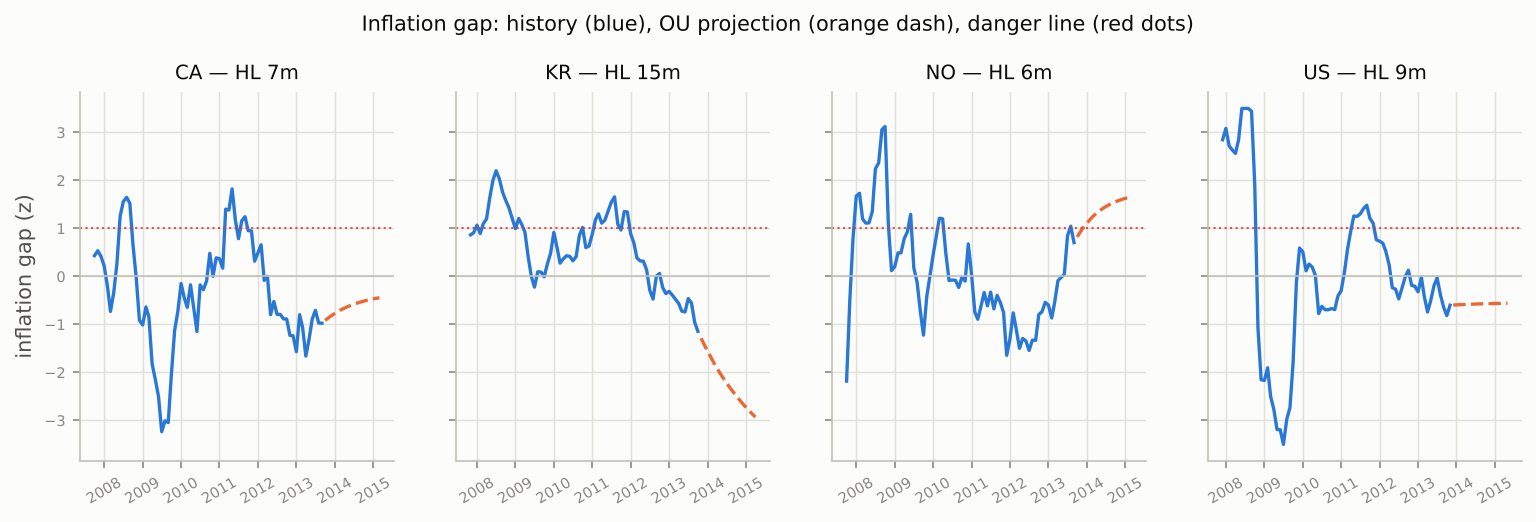 Inflation gap: history (blue), OU projection (orange dash), danger line (red dots)
CA — HL 7m
KR — HL 15m
NO — HL 6m
US — HL 9m
inflation gap (z)
3
2
1
0
−1
−2
−3
2008 2009 2010 2011 2012 2013 2014 2015
2008 2009 2010 2011 2012 2013 2014 2015
2008 2009 2010 2011 2012 2013 2014 2015
2008 2009 2010 2011 2012 2013 2014 2015